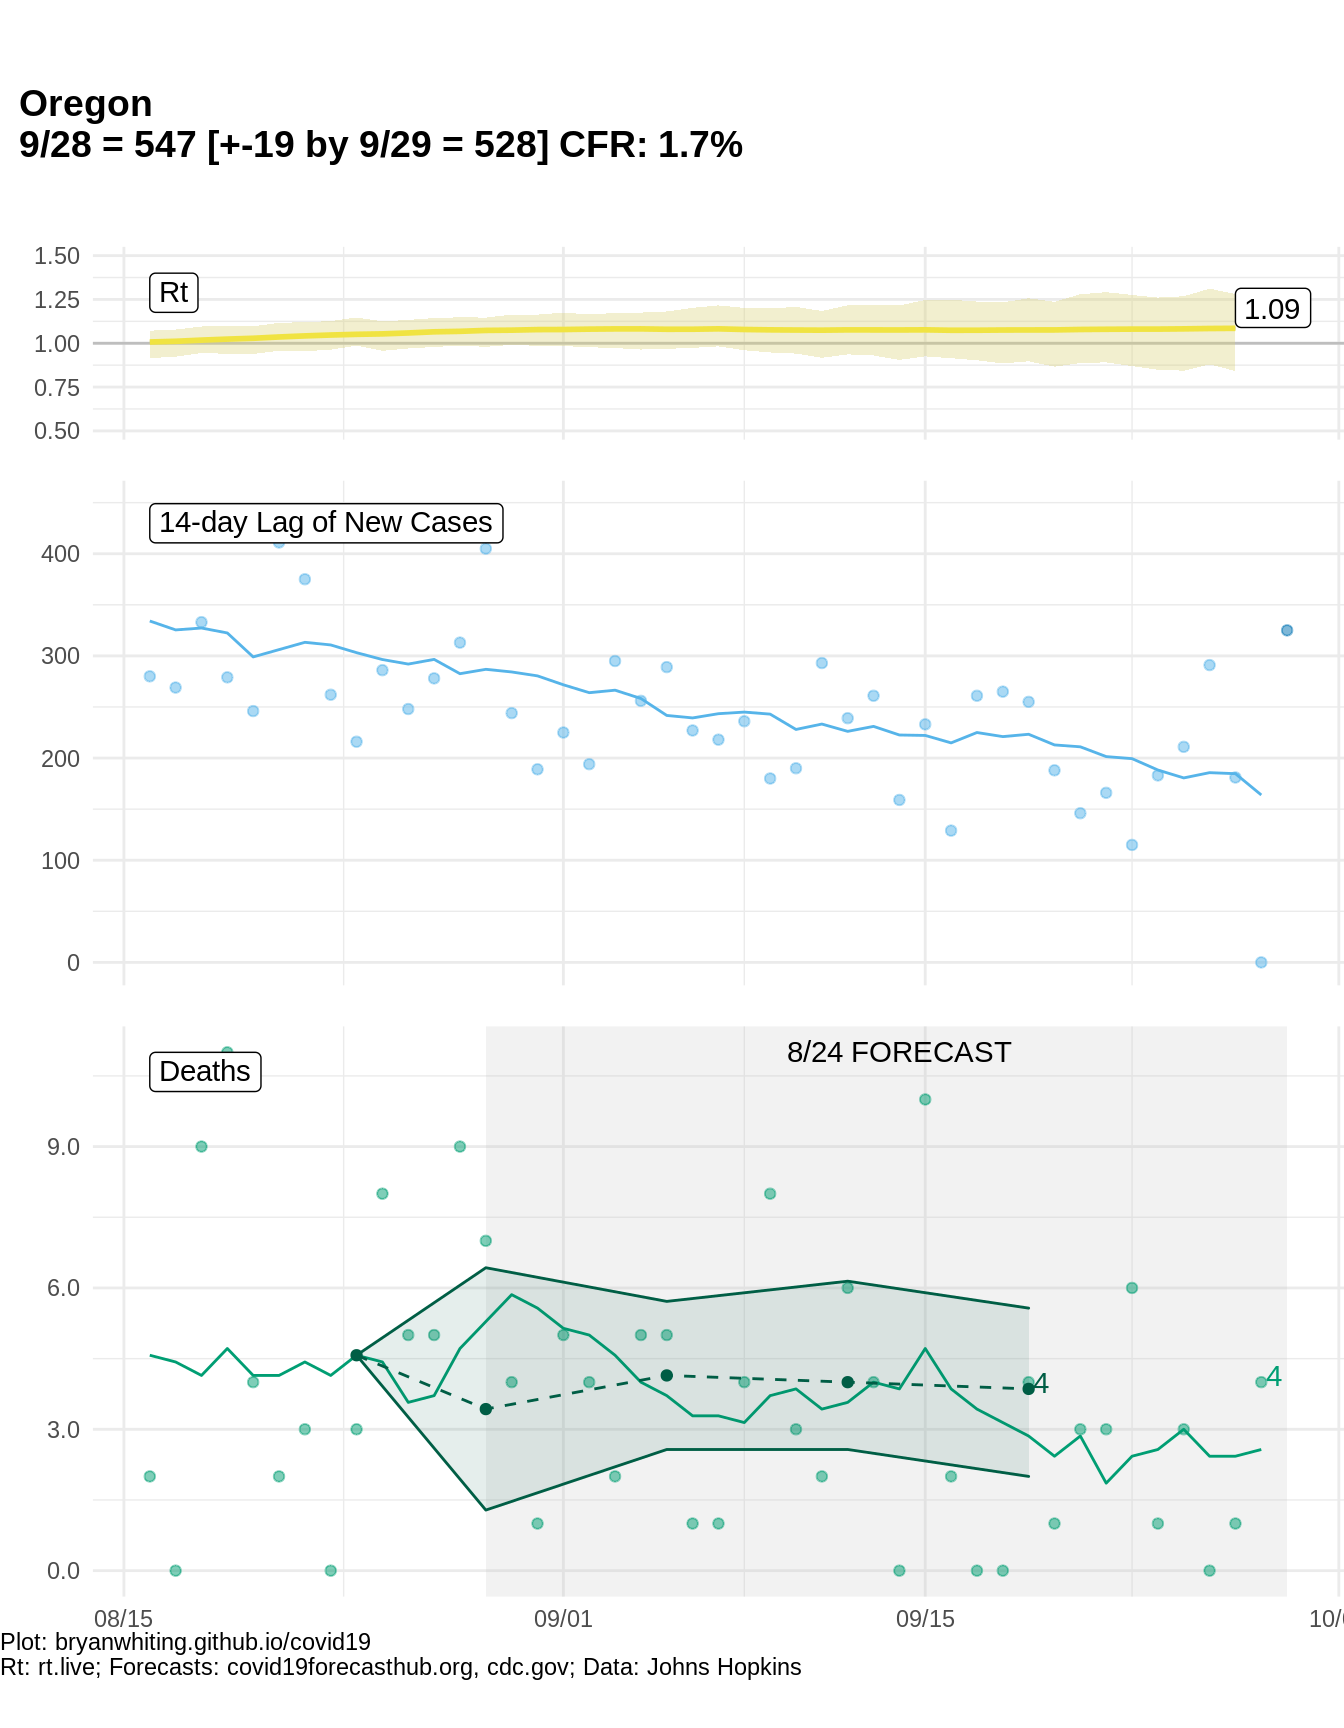 Oregon
9/28 = 547 [+-19 by 9/29 = 528] CFR: 1.7%
1.50
1.25
1.00
0.75
0.50
Rt
1.09
14-day Lag of New Cases
400
300
200
100
0
Deaths
8/24 FORECAST
9.0
6.0
3.0
0.0
4
4
08/15
09/01
09/15
Plot: bryanwhiting.github.io/covid19
Rt: rt.live; Forecasts: covid19forecasthub.org, cdc.gov; Data: Johns Hopkins